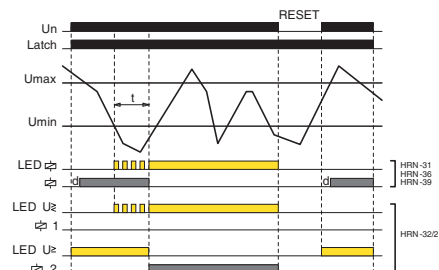 RESET
Un
Latch
Umax
t
Umin
LED
HRN-31
HRN-36
HRN-39
d
d
LED U≷
1
HRN-32/2
LED U≥
2